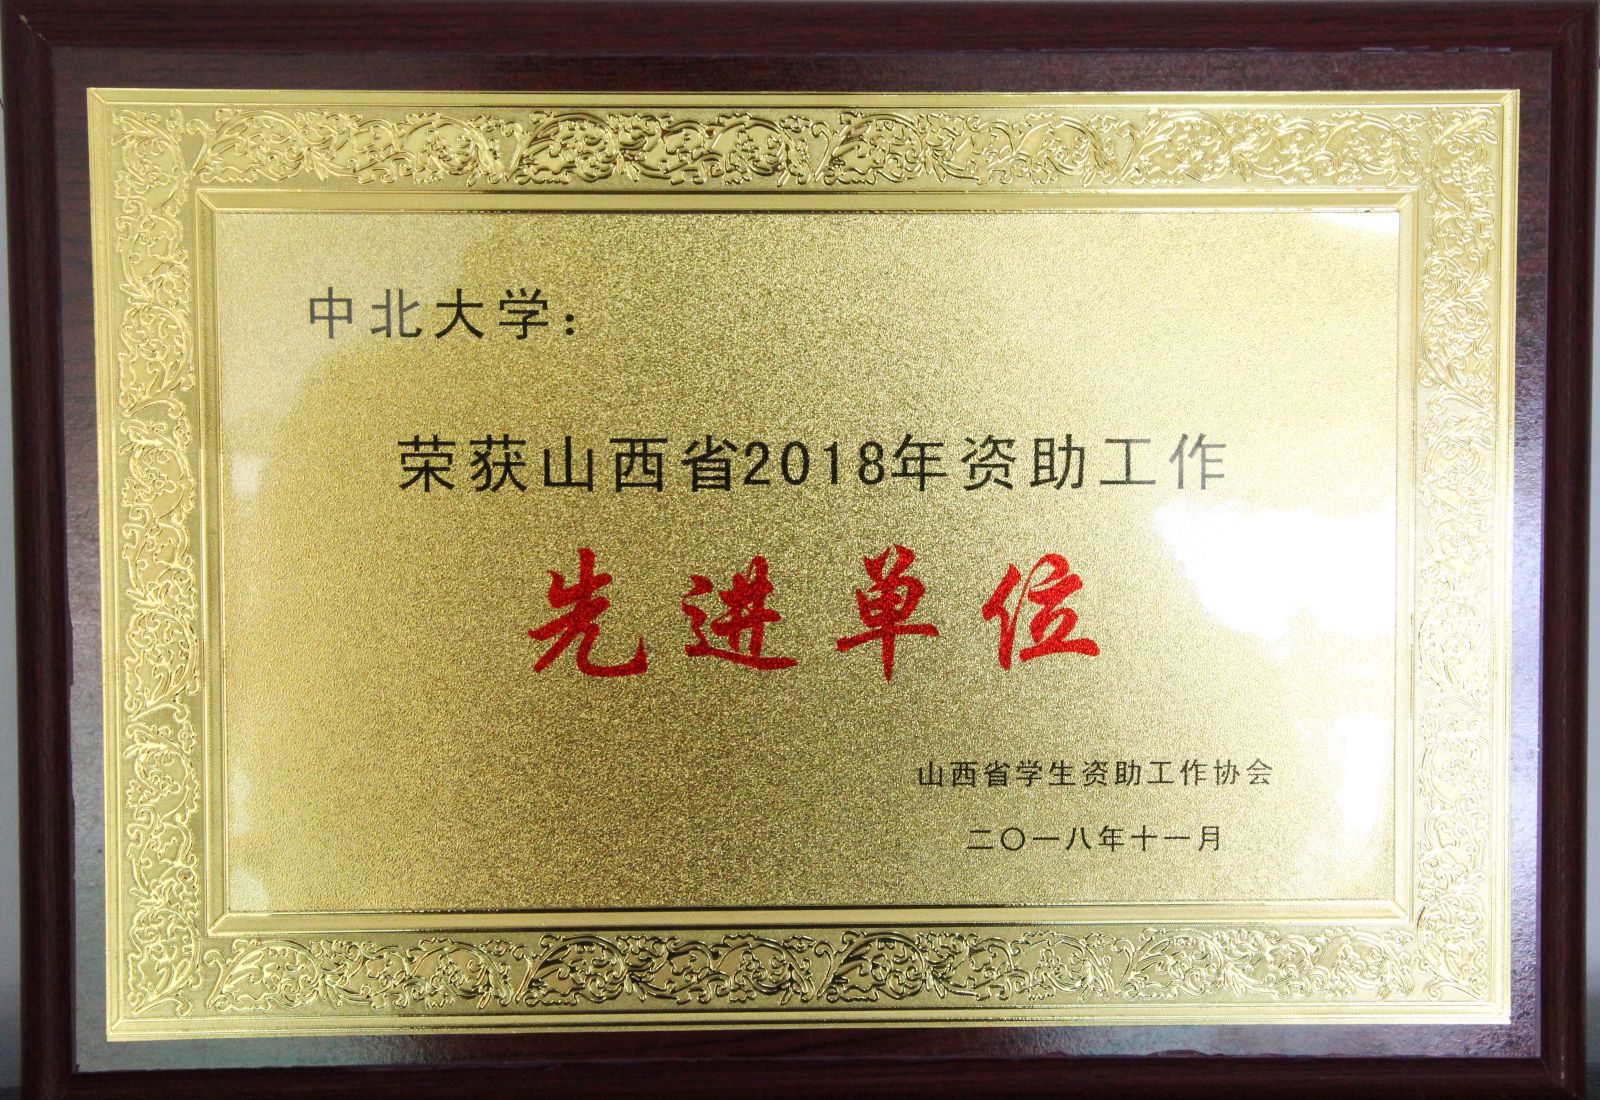 中北大学：
荣获山西省2018年资助工作
先进单位
山西省学生资助工作协会
二〇一八年十一月